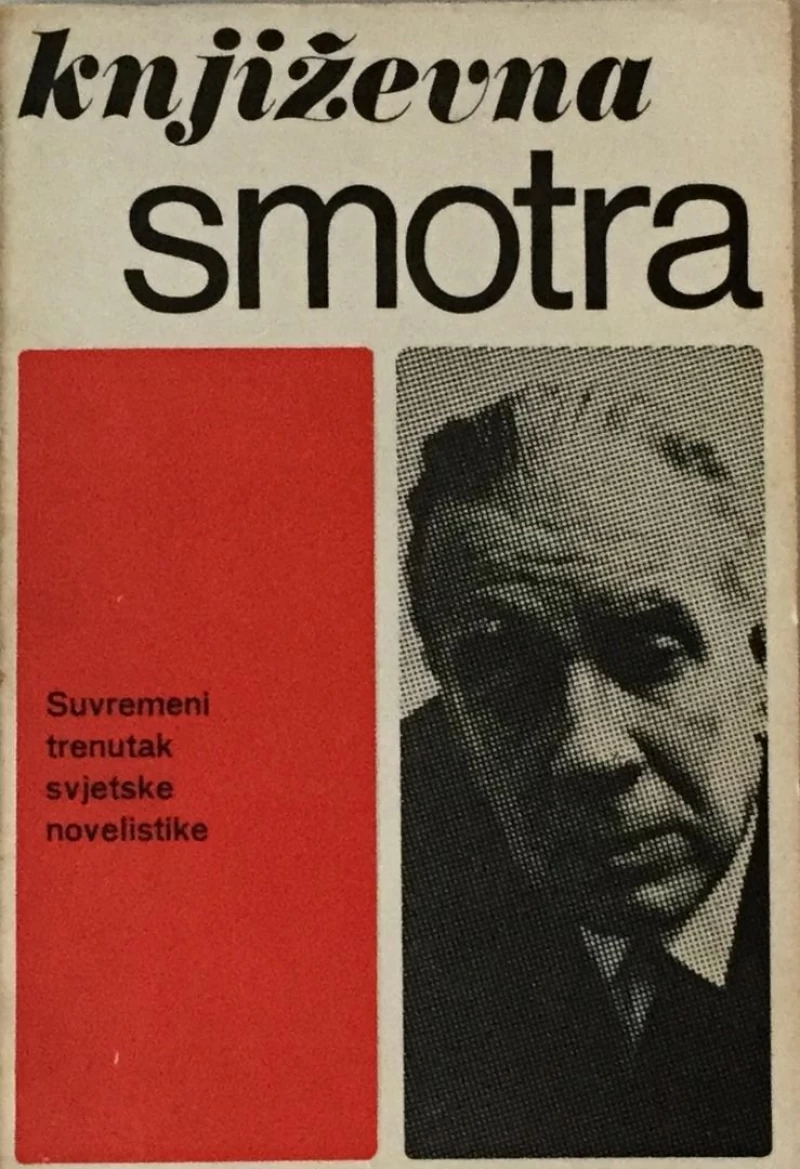 književna
smotra
Suvremeni
trenutak
svjetske
novelistike